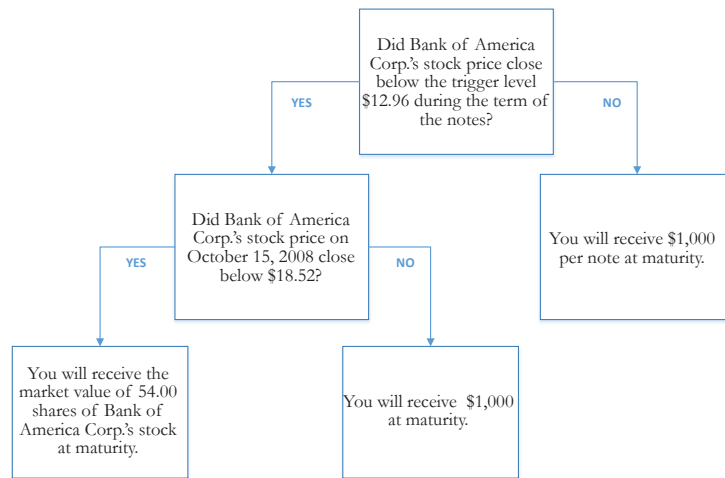 Did Bank of America
Corp.'s stock price close
below the trigger level
$12.96 during the term of
the notes?
YES
NO
Did Bank of America
Corp.'s stock price on
October 15, 2008 close
below $18.52?
You will receive $1,000
per note at maturity.
YES
NO
You will receive the
market value of 54.00
shares of Bank of
America Corp.'s stock
at maturity.
You will receive $1,000
at maturity.